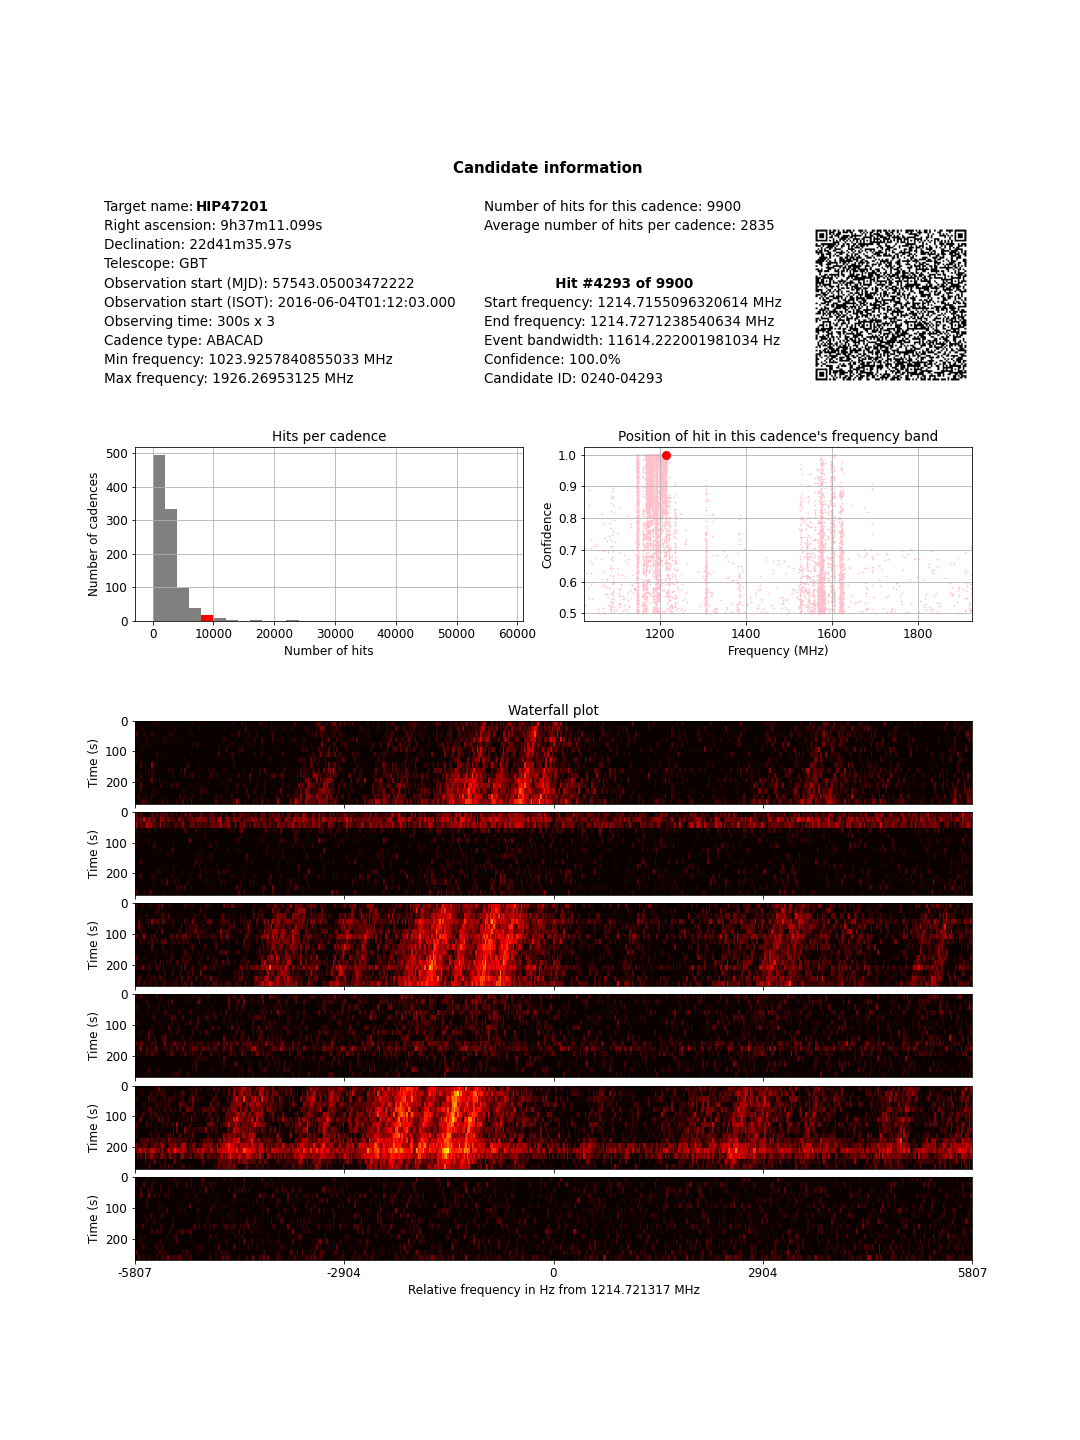 Candidate information
Target name: HIP47201
Right ascension: 9h37m11.099s
Declination: 22d41m35.97s
Telescope: GBT
Observation start (MJD): 57543.05003472222
Observation start (ISOT): 2016-06-04T01:12:03.000
Observing time: 300s x 3
Cadence type: ABACAD
Min frequency: 1023.9257840855033 MHz
Max frequency: 1926.26953125 MHz
Number of hits for this cadence: 9900
Average number of hits per cadence: 2835
Hit #4293 of 9900
Start frequency: 1214.7155096320614 MHz
End frequency: 1214.7271238540634 MHz
Event bandwidth: 11614.222001981034 Hz
Confidence: 100.0%
Candidate ID: 0240-04293
Hits per cadence
Number of cadences
500
400
300
200
100
0
0 10000 20000 30000 40000 50000 60000
Number of hits
Position of hit in this cadence's frequency band
Confidence
1.0
0.9
0.8
0.7
0.6
0.5
1200 1400 1600 1800
Frequency (MHz)
Waterfall plot
Time (s)
0
100
200
Time (s)
0
100
200
Time (s)
0
100
200
Time (s)
0
100
200
Time (s)
0
100
200
Time (s)
0
100
200
-5807 -2904 0 2904 5807
Relative frequency in Hz from 1214.721317 MHz